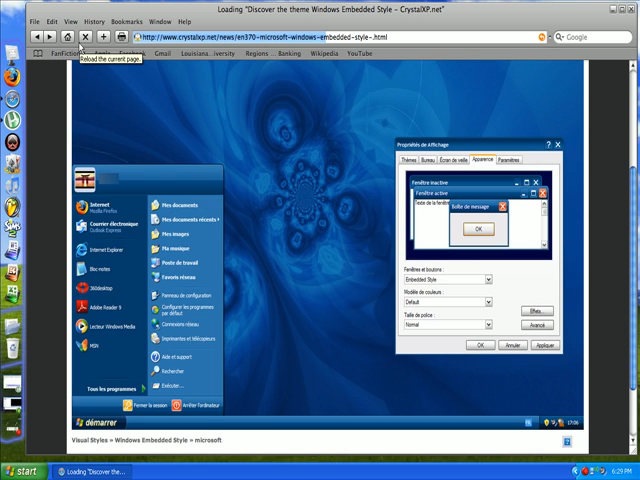 Loading "Discover the theme Windows Embedded Style - CrystalXP.net"
File Edit View History Bookmarks Window Help
http://www.crystalxp.net/news/en370-microsoft-windows-embedded-style-.html
Google
FanFiction Apple Facebook Gmail Louisiana...iversity Regions ... Banking Wikipedia YouTube
Reload the current page.
Propriétés de Affichage
Thèmes Bureau Écran de veille Apparence Paramètres
Fenêtre inactive
Fenêtre active
Texte de la fenêtre
Boîte de message
OK
Fenêtres et boutons :
Embedded Style
Modèle de couleurs :
Default
Taille de police :
Normal
Effets...
Avancé
OK Annuler Appliquer
Internet
Mozilla Firefox
Courrier électronique
Outlook Express
Internet Explorer
Bloc-notes
360desktop
Adobe Reader 9
Lecteur Windows Media
MSN
Tous les programmes
Mes documents
Mes documents récents
Mes images
Ma musique
Poste de travail
Favoris réseau
Panneau de configuration
Configurer les programmes
par défaut
Connexions réseau
Imprimantes et télécopieurs
Aide et support
Rechercher
Exécuter...
Fermer la session Arrêter l'ordinateur
démarrer
17:06
Visual Styles » Windows Embedded Style » microsoft
start
Loading "Discover the...
6:29 PM